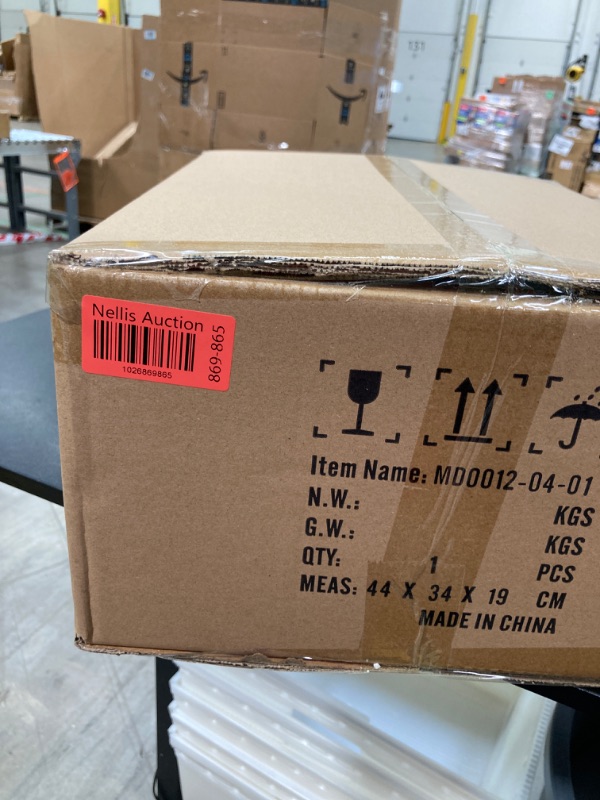 131
Nellis Auction
1026869865
869-865
Item Name: MD0012-04-01
N.W.: KGS
G.W.: KGS
QTY: 1 PCS
MEAS: 44 X 34 X 19 CM
MADE IN CHINA